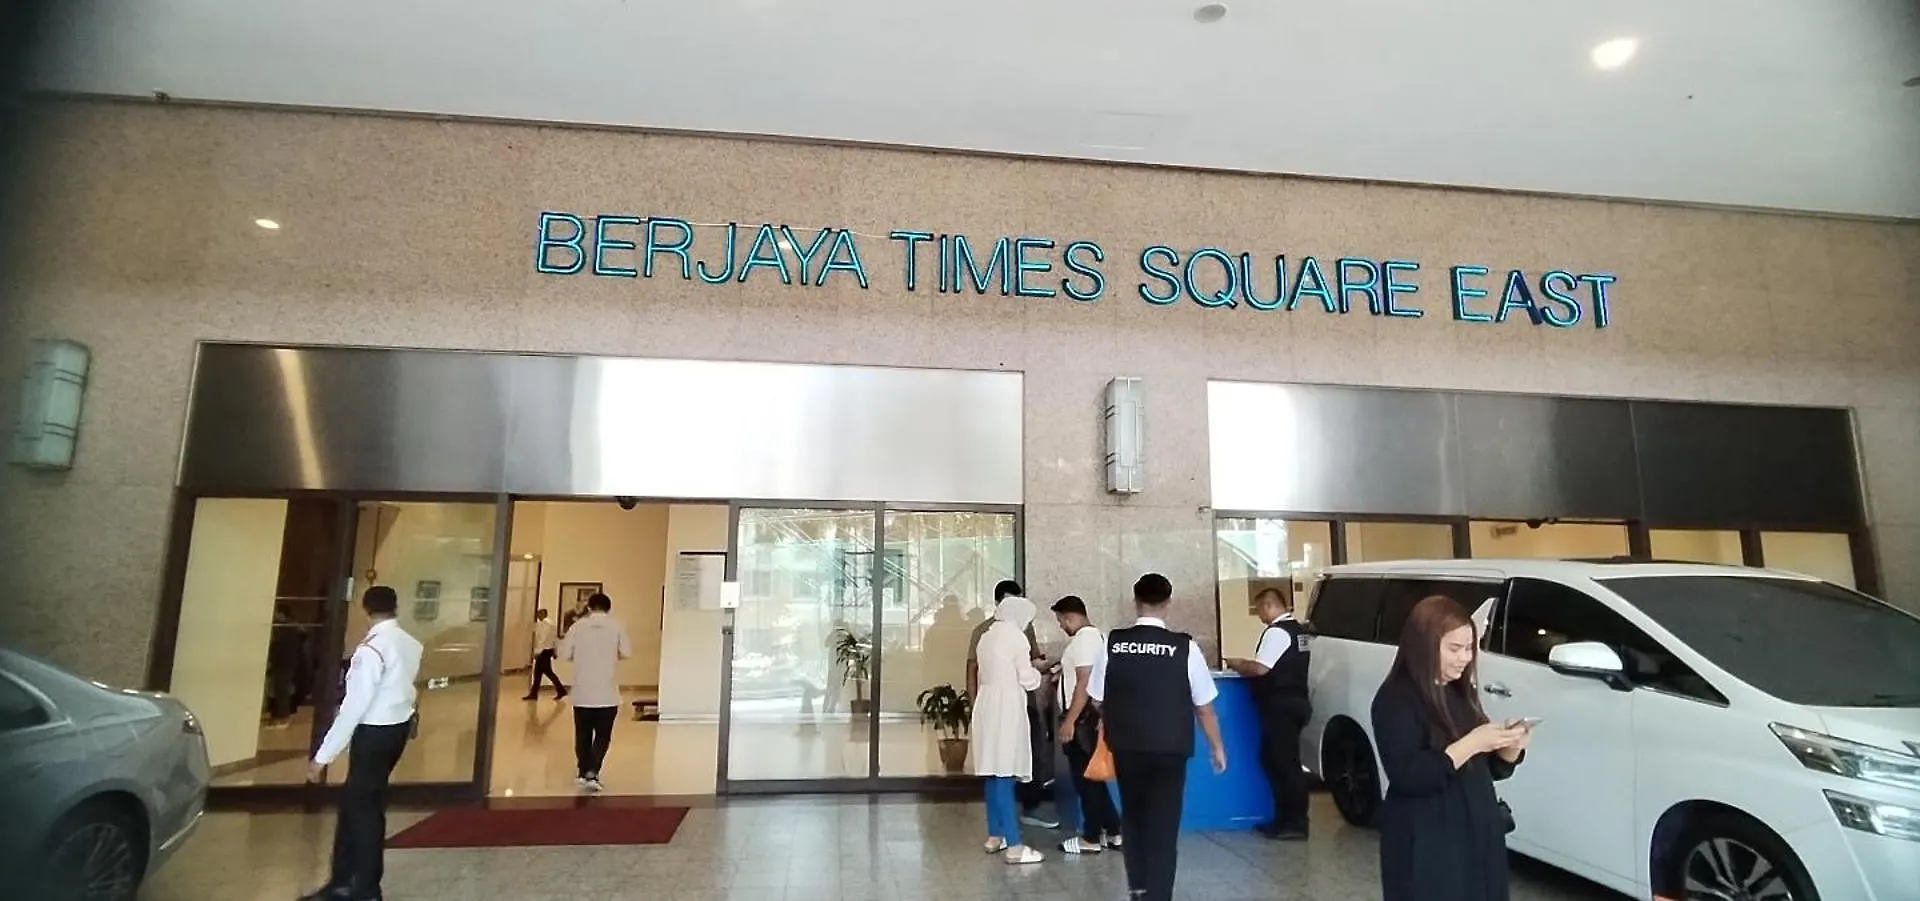 BERJAYA TIMES SQUARE EAST
SECURITY